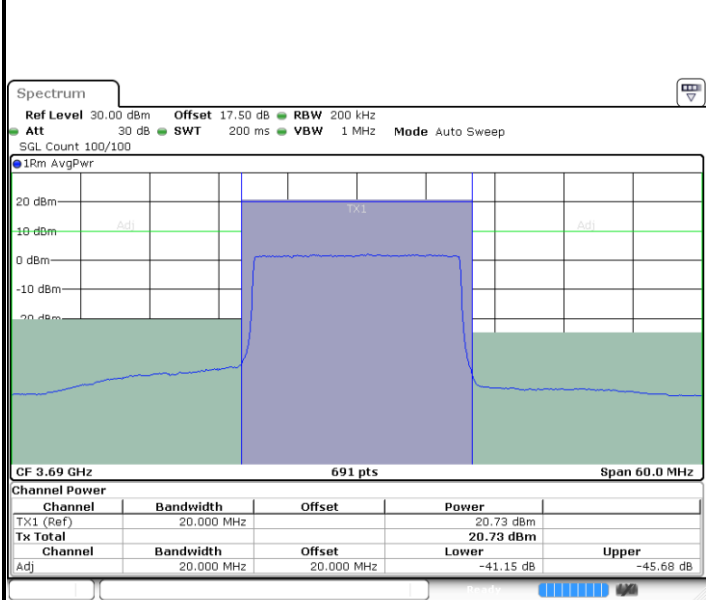 Spectrum
Ref Level 30.00 dBm Offset 17.50 dB RBW 200 kHz
Att 30 dB SWT 200 ms VBW 1 MHz Mode Auto Sweep
SGL Count 100/100
1Rm AvgPwr
20 dBm
TX1
Adj
Adj
10 dBm
0 dBm
-10 dBm
-20 dBm
CF 3.69 GHz 691 pts Span 60.0 MHz
Channel Power
Channel Bandwidth Offset Power
TX1 (Ref) 20.000 MHz 20.73 dBm
Tx Total 20.73 dBm
Channel Bandwidth Offset Lower Upper
Adj 20.000 MHz 20.000 MHz -41.15 dB -45.68 dB
Ready